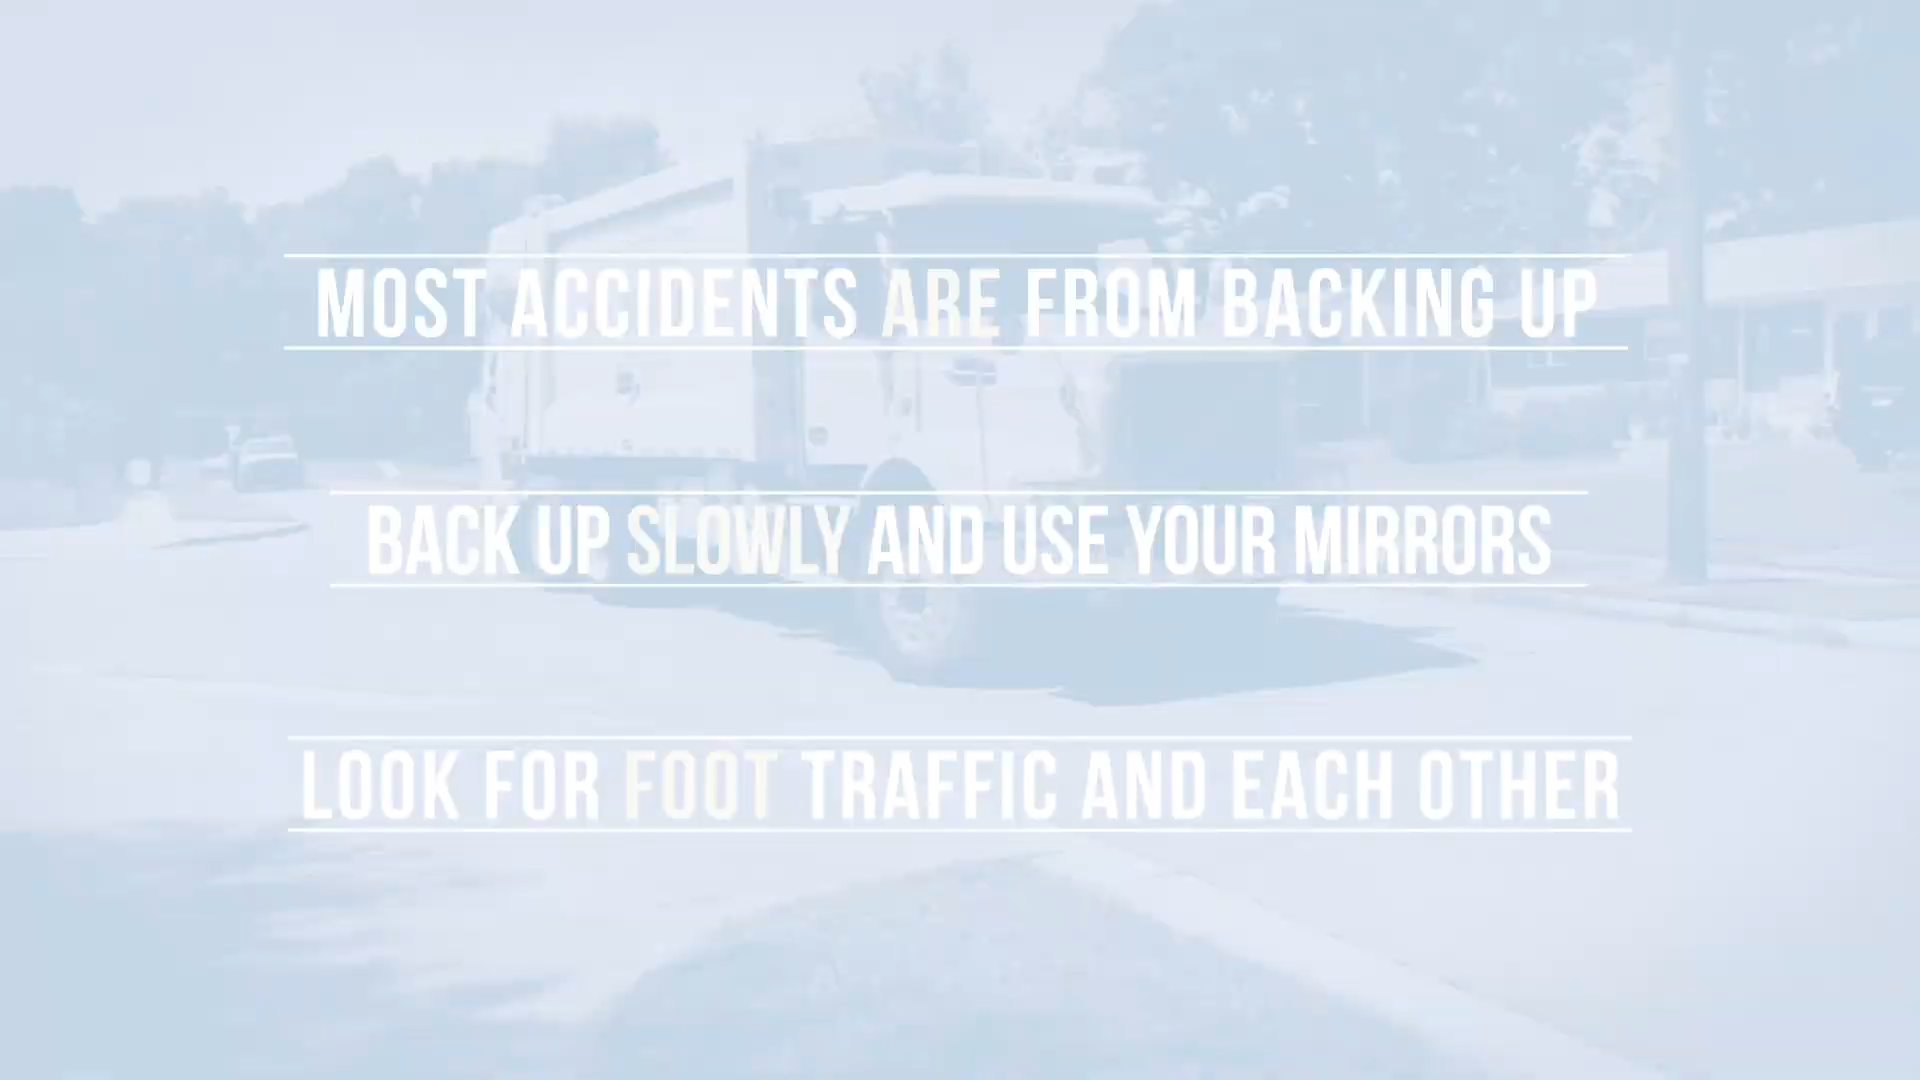 MOST ACCIDENTS ARE FROM BACKING UP
BACK UP SLOWLY AND USE YOUR MIRRORS
LOOK FOR FOOT TRAFFIC AND EACH OTHER